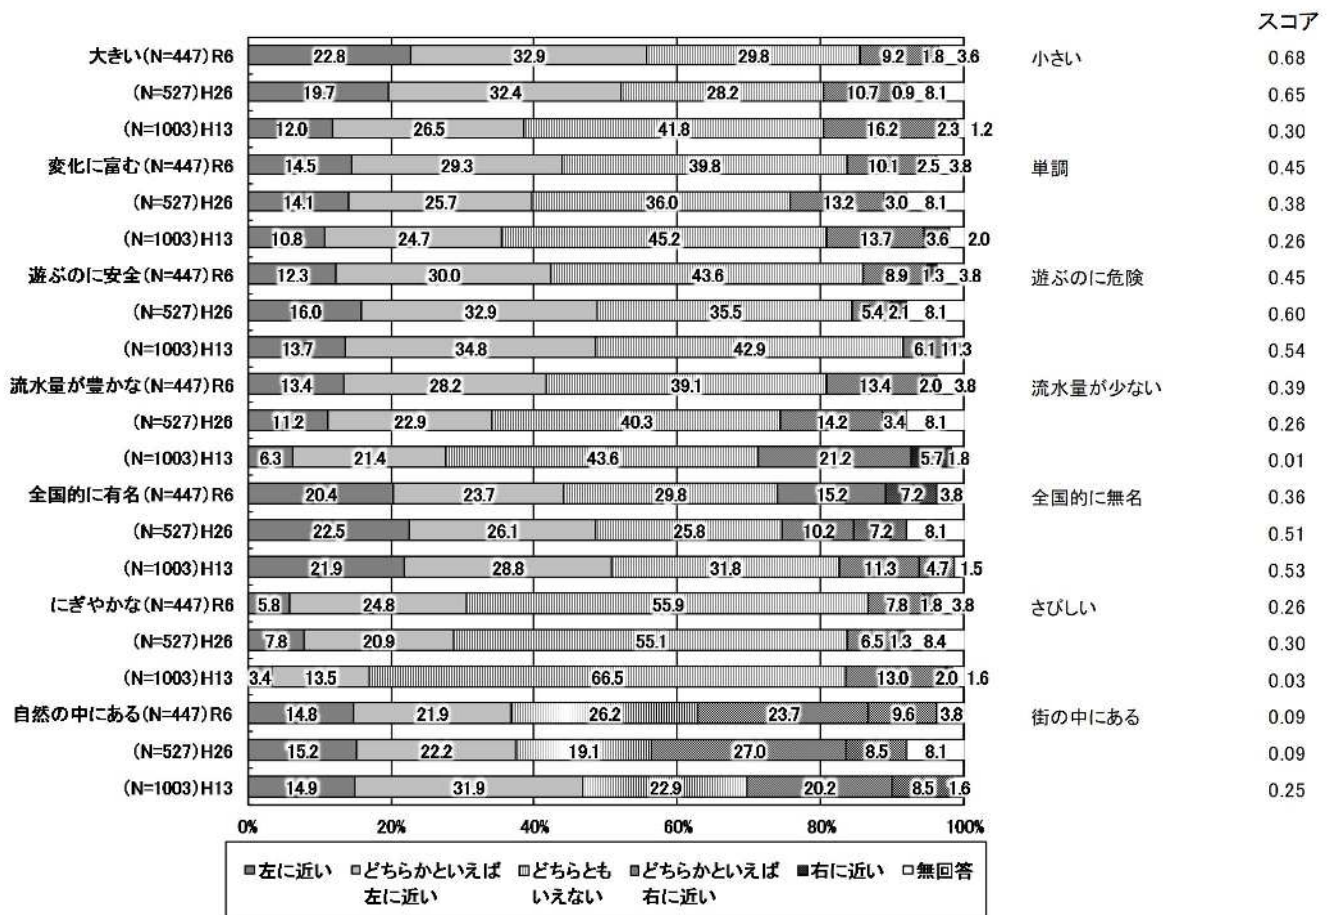 スコア
大きい(N=447)R6 22.8 32.9 29.8 9.2 1.8 3.6 小さい 0.68
(N=527)H26 19.7 32.4 28.2 10.7 0.9 8.1 0.65
(N=1003)H13 12.0 26.5 41.8 16.2 2.3 1.2 0.30
変化に富む(N=447)R6 14.5 29.3 39.8 10.1 2.5 3.8 単調 0.45
(N=527)H26 14.1 25.7 36.0 13.2 3.0 8.1 0.38
(N=1003)H13 10.8 24.7 45.2 13.7 3.6 2.0 0.26
遊ぶのに安全(N=447)R6 12.3 30.0 43.6 8.9 1.3 3.8 遊ぶのに危険 0.45
(N=527)H26 16.0 32.9 35.5 5.4 2.1 8.1 0.60
(N=1003)H13 13.7 34.8 42.9 6.1 11.3 0.54
流水量が豊かな(N=447)R6 13.4 28.2 39.1 13.4 2.0 3.8 流水量が少ない 0.39
(N=527)H26 11.2 22.9 40.3 14.2 3.4 8.1 0.26
(N=1003)H13 6.3 21.4 43.6 21.2 5.7 1.8 0.01
全国的に有名(N=447)R6 20.4 23.7 29.8 15.2 7.2 3.8 全国的に無名 0.36
(N=527)H26 22.5 26.1 25.8 10.2 7.2 8.1 0.51
(N=1003)H13 21.9 28.8 31.8 11.3 4.7 1.5 0.53
にぎやかな(N=447)R6 5.8 24.8 55.9 7.8 1.8 3.8 さびしい 0.26
(N=527)H26 7.8 20.9 55.1 6.5 1.3 8.4 0.30
(N=1003)H13 3.4 13.5 66.5 13.0 2.0 1.6 0.03
自然の中にある(N=447)R6 14.8 21.9 26.2 23.7 9.6 3.8 街の中にある 0.09
(N=527)H26 15.2 22.2 19.1 27.0 8.5 8.1 0.09
(N=1003)H13 14.9 31.9 22.9 20.2 8.5 1.6 0.25
0% 20% 40% 60% 80% 100%
左に近い どちらかといえば どちらとも どちらかといえば 右に近い 無回答
左に近い いえない 右に近い